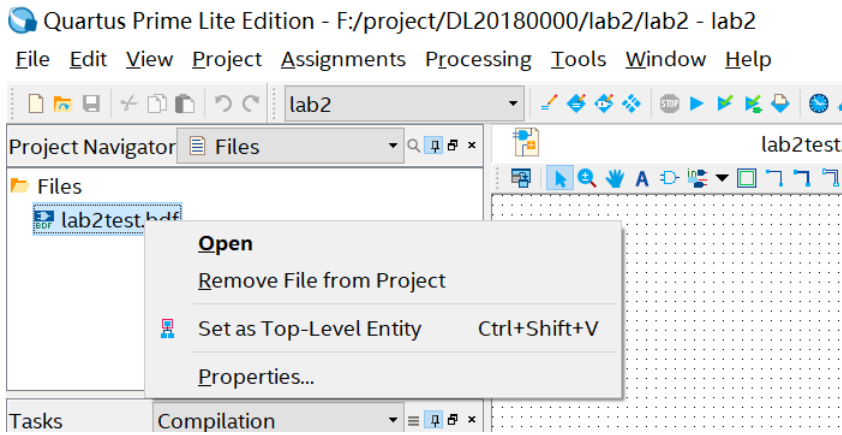 Quartus Prime Lite Edition - F:/project/DL20180000/lab2/lab2 - lab2
File Edit View Project Assignments Processing Tools Window Help
lab2
Project Navigator Files
lab2test.
Files
BDF lab2test.bdf
Open
Remove File from Project
Set as Top-Level Entity Ctrl+Shift+V
Properties...
Tasks Compilation